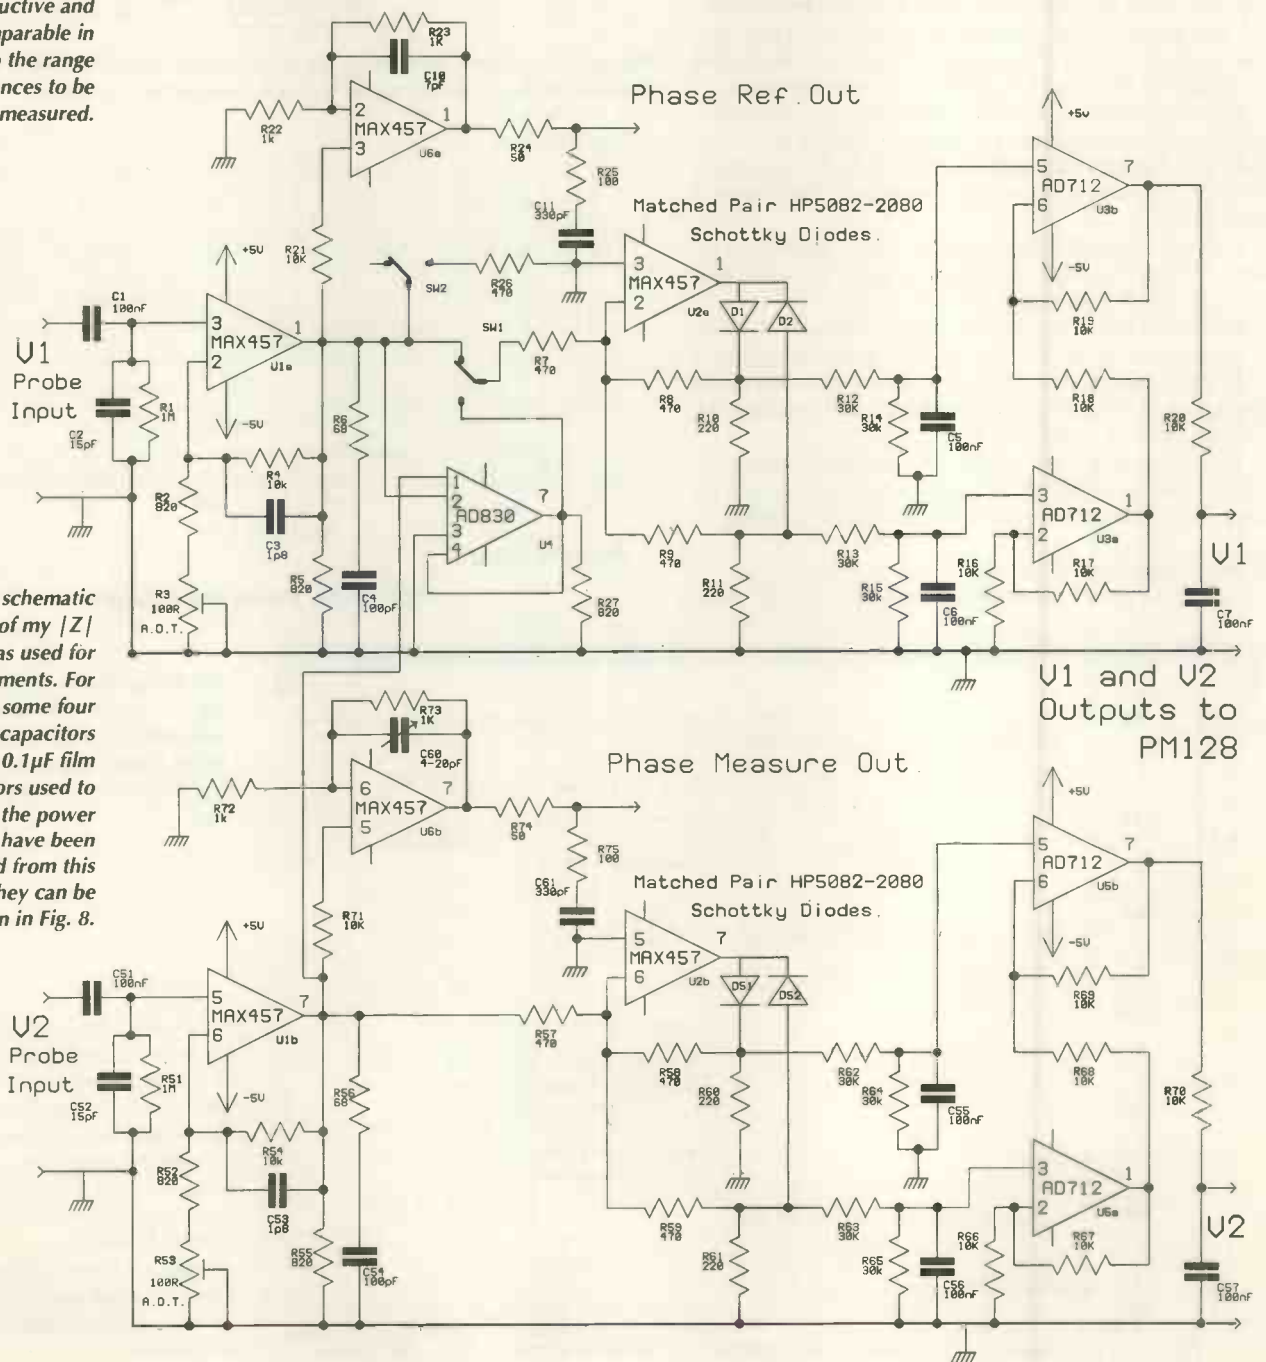 uctive and
parable in
the range
nces to be
measured.
schematic
of my |Z|
as used for
ments. For
some four
capacitors
0.1µF film
ors used to
the power
have been
d from this
hey can be
n in Fig. 8.
R23
1K
C10
7pF
2
MAX457
1
3
U6a
R22
1k
R24
50
Phase Ref.Out
R25
100
C11
330pF
R21
10K
+5V
SW2
R26
470
Matched Pair HP5082-2080
Schottky Diodes.
3
MAX457
1
2
U2a
D1
D2
C1
100nF
V1
Probe
Input
3
MAX457
1
2
U1a
-5V
SW1
R7
470
C2
15pF
R1
1M
R6
68
R8
470
R10
220
R12
30K
R14
30k
C5
100nF
+5V
5
AD712
7
6
U3b
-5V
R19
10K
R18
10K
R20
10K
R2
820
R4
10k
C3
1p8
R3
100R
A.O.T.
R5
820
C4
100pF
1
2
AD830
7
3
4
U4
R27
820
R9
470
R11
220
R13
30K
R15
30k
C6
100nF
R16
10K
3
AD712
1
2
U3a
R17
10K
V1
C7
100nF
V1 and V2
Outputs to
PM128
R73
1K
C60
4-20pF
6
MAX457
7
5
U6b
R72
1k
R74
50
Phase Measure Out.
R75
100
C61
330pF
R71
10K
+5V
Matched Pair HP5082-2080
Schottky Diodes.
5
MAX457
7
6
U2b
D51
D52
C51
100nF
V2
Probe
Input
5
MAX457
7
6
U1b
-5V
R57
470
C52
15pF
R51
1M
R56
68
R58
470
R60
220
R62
30K
R64
30k
C55
100nF
+5V
5
AD712
7
6
U5b
-5V
R69
10K
R68
10K
R70
10K
R52
820
R54
10k
C53
1p8
R53
100R
A.O.T.
R55
820
C54
100pF
R59
470
R61
220
R63
30K
R65
30k
C56
100nF
R66
10K
3
AD712
1
2
U5a
R67
10K
V2
C57
100nF